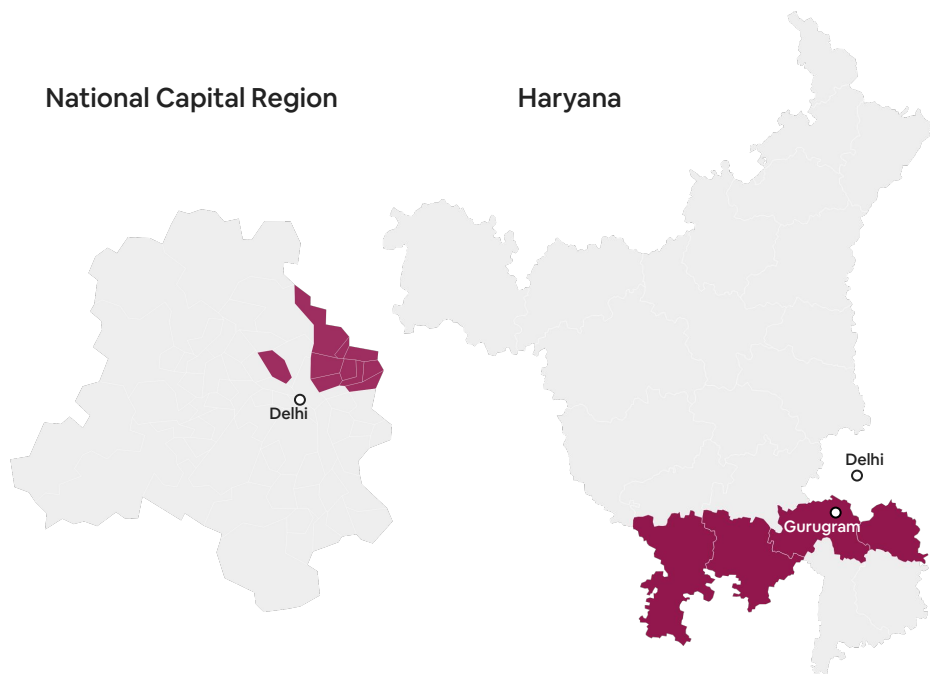 National Capital Region
Haryana
Delhi
Delhi
Gurugram